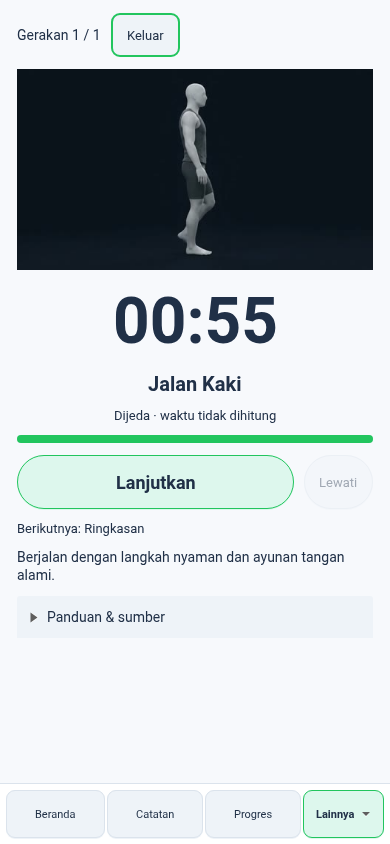 Gerakan 1 / 1
Keluar
00:55
Jalan Kaki
Dijeda · waktu tidak dihitung
Lanjutkan
Lewati
Berikutnya: Ringkasan
Berjalan dengan langkah nyaman dan ayunan tangan
alami.
Panduan & sumber
Beranda
Catatan
Progres
Lainnya